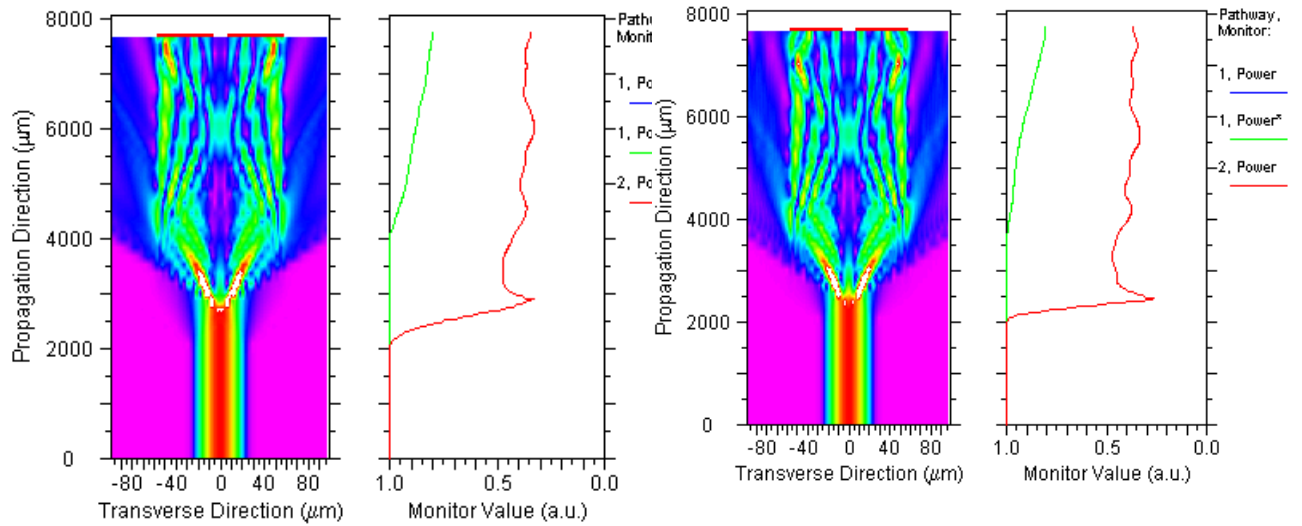 8000
6000
4000
2000
0
Propagation Direction (μm)
-80
-40
0
40
80
Transverse Direction (μm)
1.0
0.5
0.0
Monitor Value (a.u.)
1, Po
1, Po
2, Po
8000
6000
4000
2000
0
Propagation Direction (μm)
-80
-40
0
40
80
Transverse Direction (μm)
1.0
0.5
0.0
Monitor Value (a.u.)
Pathway,
Monitor:
1, Power
1, Power*
2, Power